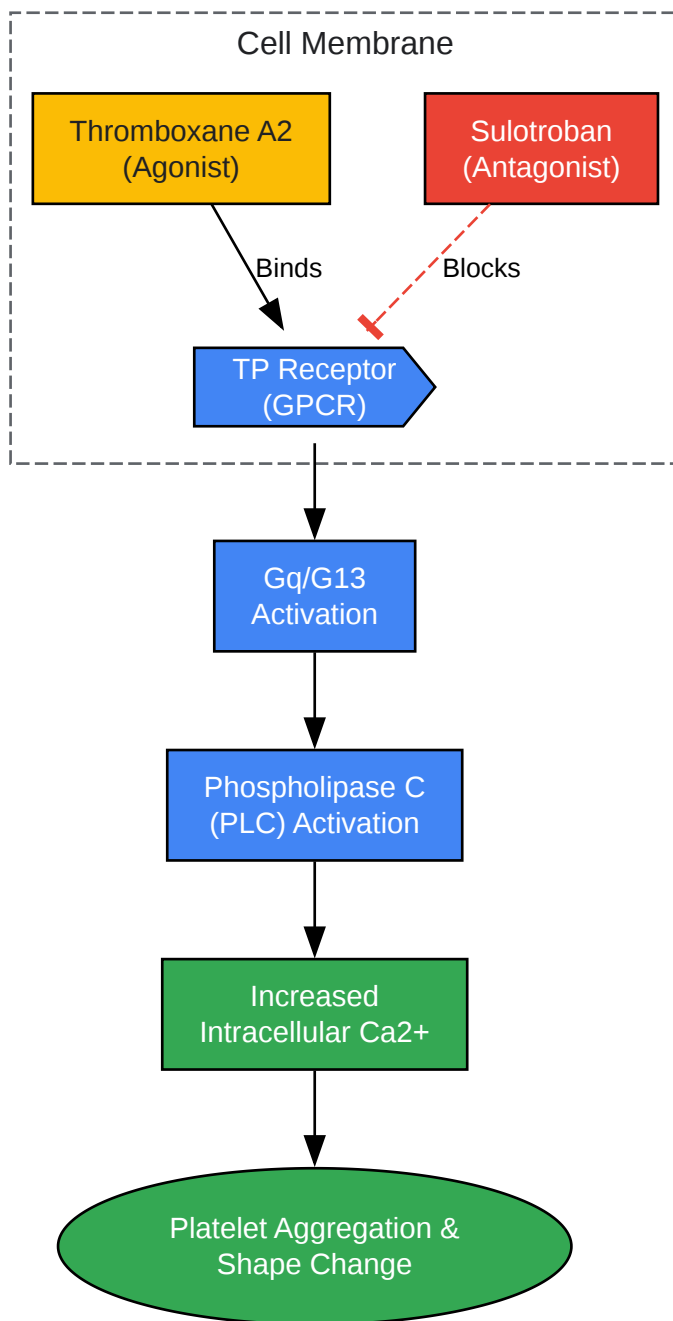 Cell Membrane
Thromboxane A2
(Agonist)
Sulotroban
(Antagonist)
Binds
Blocks
TP Receptor
(GPCR)
Gq/G13
Activation
Phospholipase C
(PLC) Activation
Increased
Intracellular Ca2+
Platelet Aggregation &
Shape Change